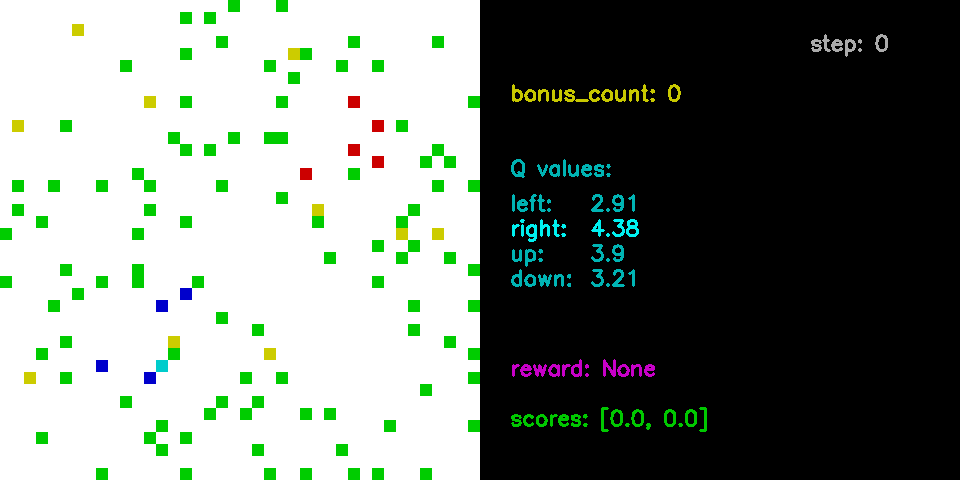 step: 0
bonus_count: 0
Q values:
left: 2.91
right: 4.38
up: 3.9
down: 3.21
reward: None
scores: [0.0, 0.0]